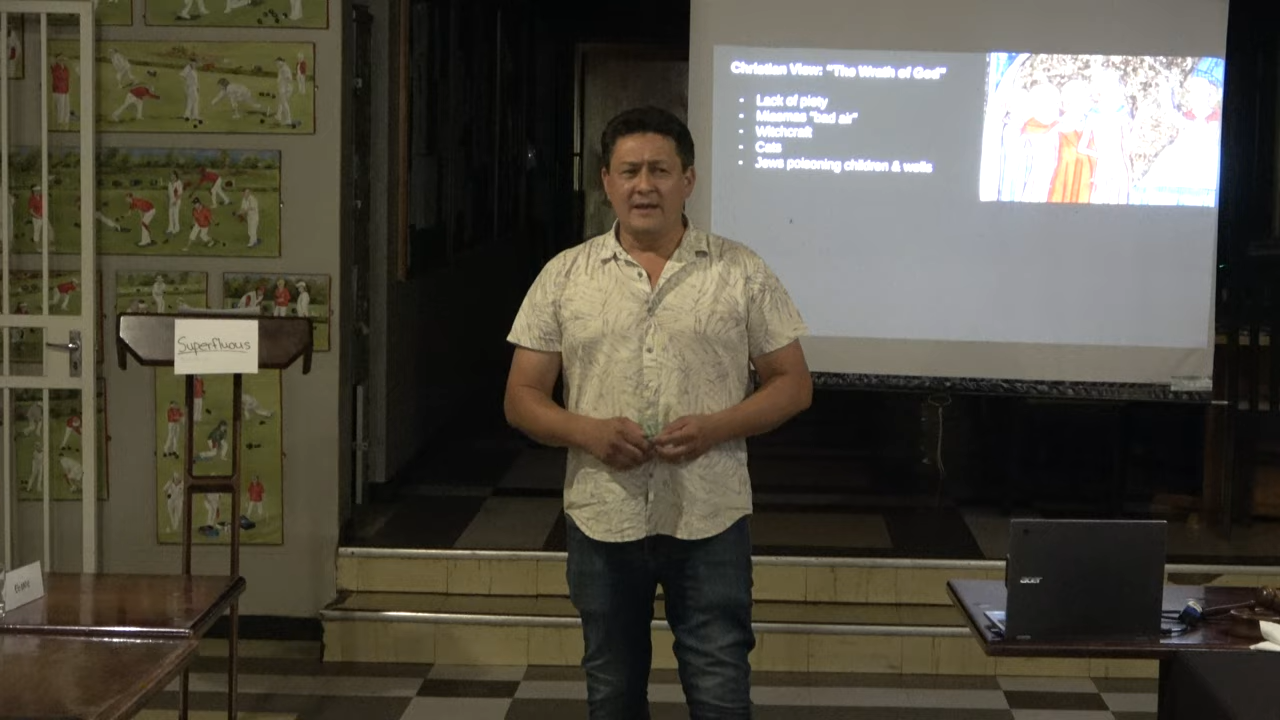 Christian View: "The Wrath of God"
• Lack of piety
• Miasmas "bad air"
• Witchcraft
• Cats
• Jews poisoning children & wells
Superfluous
acer